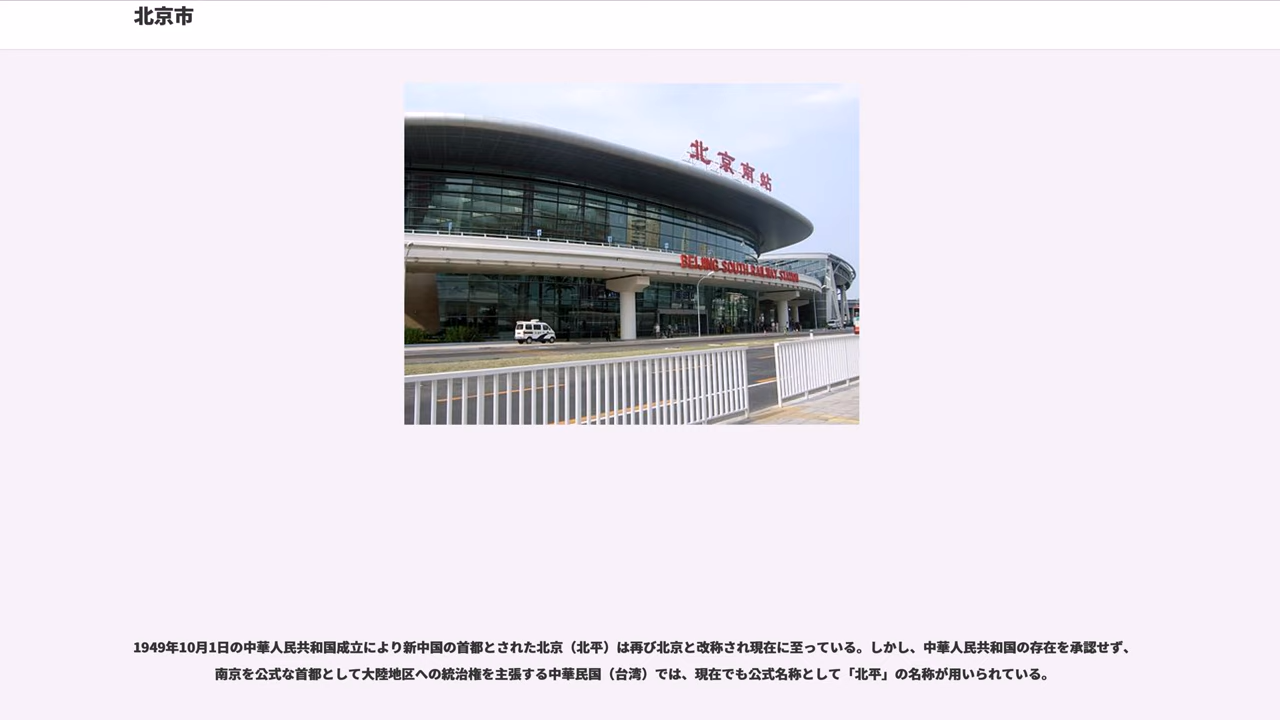 北京市
北京南站
BEIJING SOUTH RAILWAY STATION
1949年10月1日の中華人民共和国成立により新中国の首都とされた北京（北平）は再び北京と改称され現在に至っている。しかし、中華人民共和国の存在を承認せず、
南京を公式な首都として大陸地区への統治権を主張する中華民国（台湾）では、現在でも公式名称として「北平」の名称が用いられている。